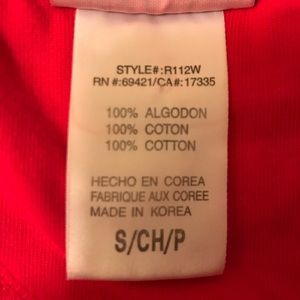 STYLE#:R112W
RN #:69421/CA#:17335
100% ALGODON
100% COTON
100% COTTON
HECHO EN COREA
FABRIQUE AUX COREE
MADE IN KOREA
S/CH/P